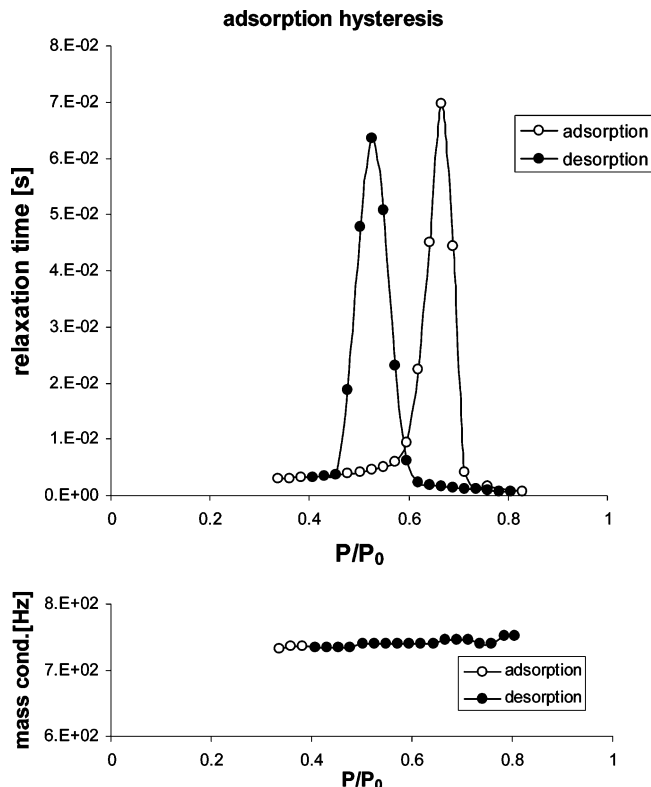 adsorption hysteresis
8.E-02
7.E-02
6.E-02
5.E-02
4.E-02
3.E-02
2.E-02
1.E-02
0.E+00
relaxation time [s]
adsorption
desorption
0 0.2 0.4 0.6 0.8 1
P/P0
8.E+02
7.E+02
6.E+02
mass cond.[Hz]
adsorption
desorption
0 0.2 0.4 0.6 0.8 1
P/P0